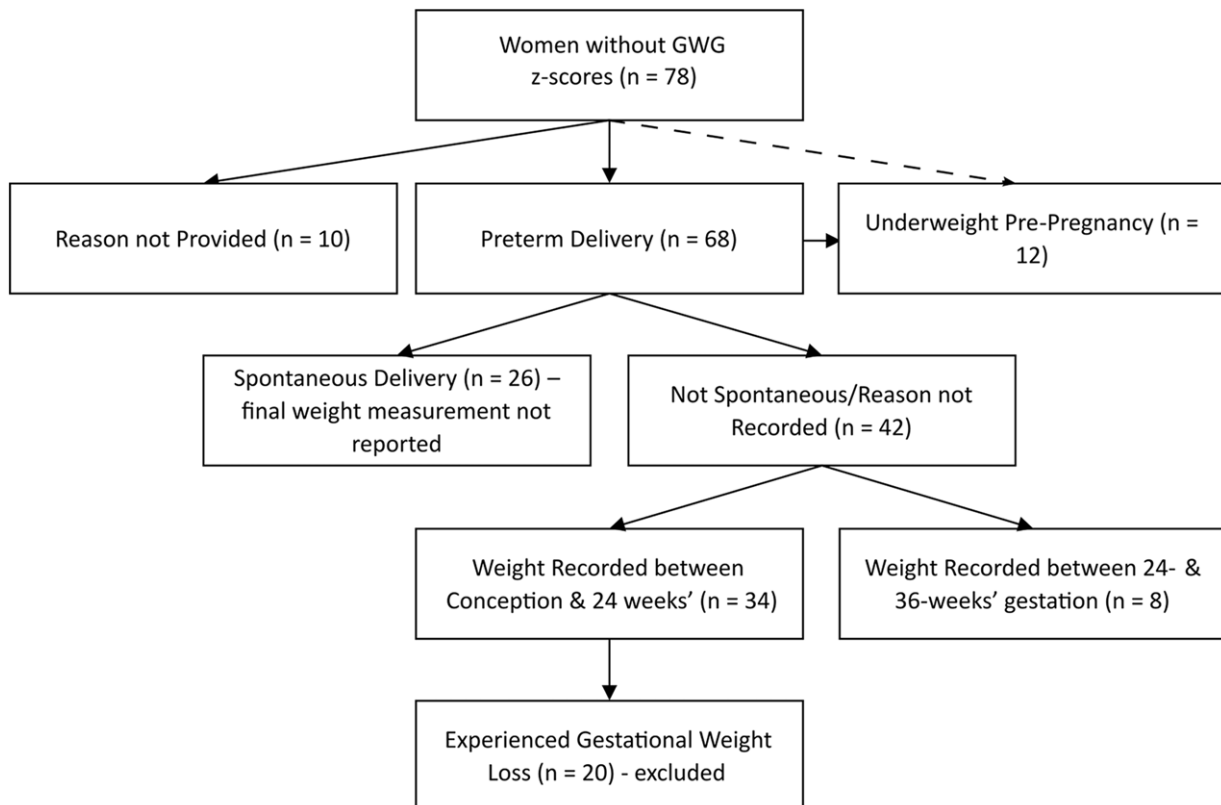 Women without GWG
z-scores (n = 78)
Reason not Provided (n = 10)
Preterm Delivery (n = 68)
Underweight Pre-Pregnancy (n =
12)
Spontaneous Delivery (n = 26) –
final weight measurement not
reported
Not Spontaneous/Reason not
Recorded (n = 42)
Weight Recorded between
Conception & 24 weeks’ (n = 34)
Weight Recorded between 24- &
36-weeks’ gestation (n = 8)
Experienced Gestational Weight
Loss (n = 20) - excluded